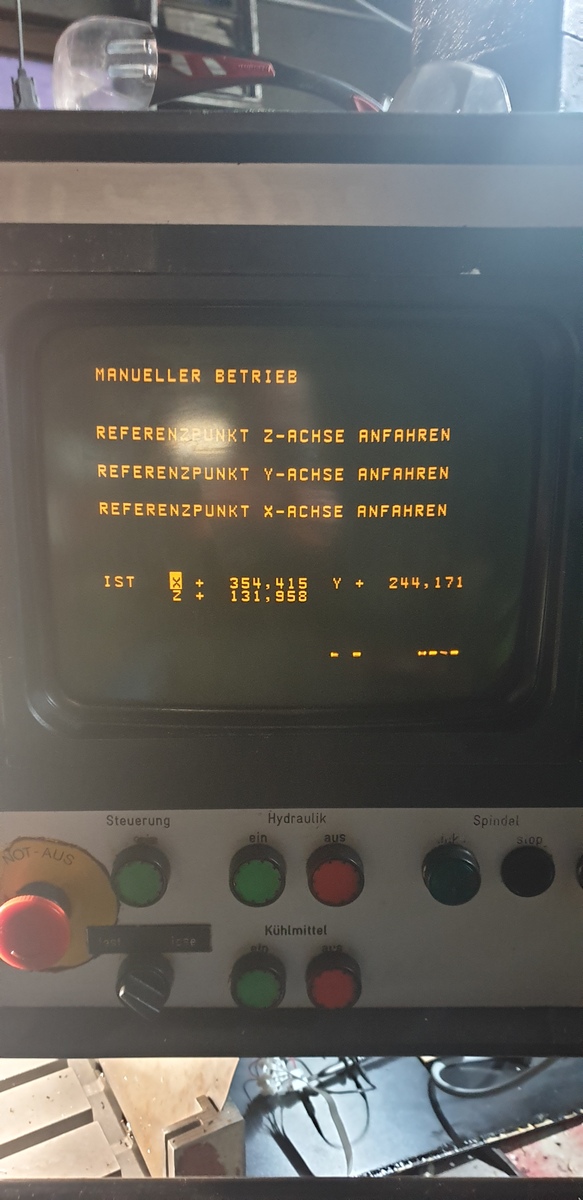 MANUELLER BETRIEB
REFERENZPUNKT Z-ACHSE ANFAHREN
REFERENZPUNKT Y-ACHSE ANFAHREN
REFERENZPUNKT X-ACHSE ANFAHREN
IST X + 354,415 Y + 244,171
Z + 131,958
Steuerung Hydraulik Spindel
ein aus stop
NOT-AUS
lose
Kühlmittel
ein aus